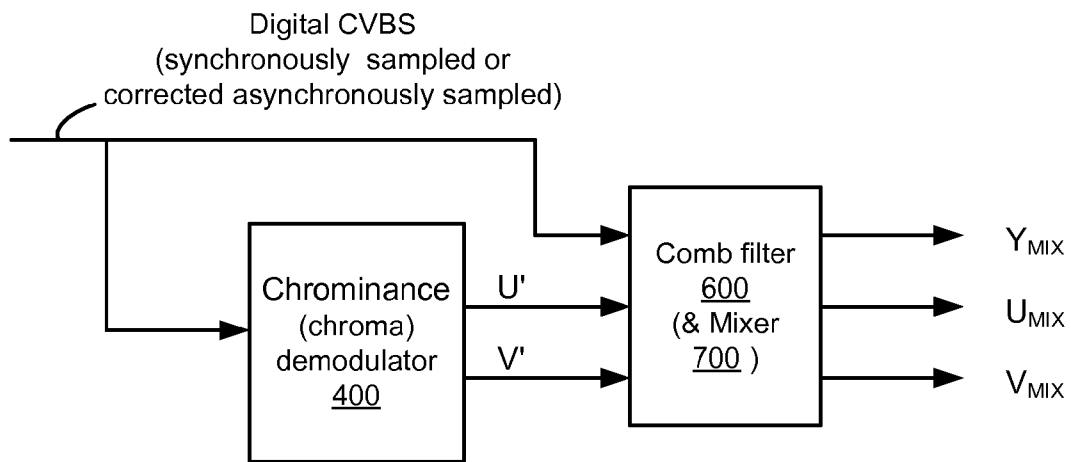 Digital CVBS
(synchronously sampled or
corrected asynchronously sampled)
Chrominance
(chroma)
demodulator
400
U'
V'
Comb filter
600
(& Mixer
700 )
YMIX
UMIX
VMIX